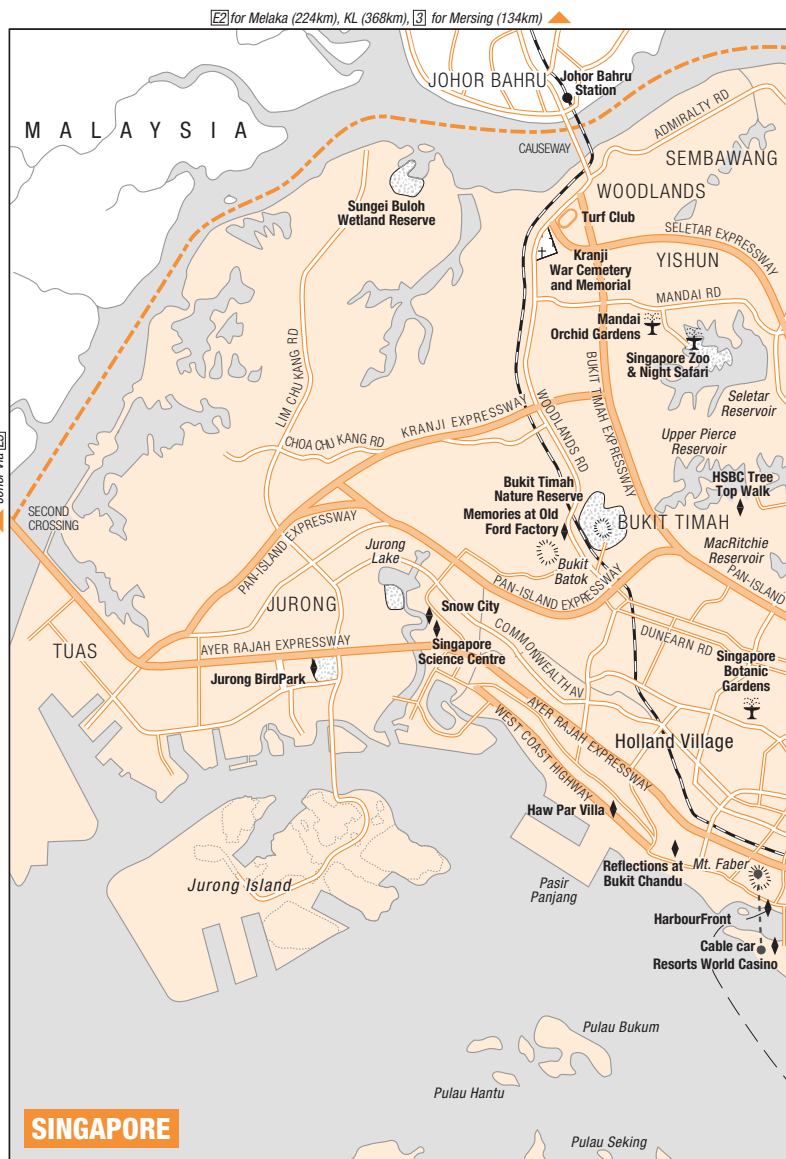 E2 for Melaka (224km), KL (368km), 3 for Mersing (134km)
JOHOR BAHRU
Johor Bahru
Station
MALAYSIA
ADMIRALTY RD
CAUSEWAY
SEMBAWANG
WOODLANDS
Sungei Buloh
Wetland Reserve
Turf Club
SELETAR EXPRESSWAY
Kranji
War Cemetery
and Memorial
YISHUN
MANDAI RD
Mandai
Orchid Gardens
Singapore Zoo
& Night Safari
LIM CHU KANG RD
BUKIT TIMAH EXPRESSWAY
Seletar
Reservoir
KRANJI EXPRESSWAY
WOODLANDS RD
CHOA CHU KANG RD
Upper Pierce
Reservoir
Bukit Timah
Nature Reserve
HSBC Tree
Top Walk
SECOND
CROSSING
Memories at Old
Ford Factory
BUKIT TIMAH
PAN-ISLAND EXPRESSWAY
Jurong
Lake
Bukit
Batok
MacRitchie
Reservoir
PAN-ISLAND EXPRESSWAY
PAN-ISLAND
JURONG
Snow City
TUAS
AYER RAJAH EXPRESSWAY
Singapore
Science Centre
COMMONWEALTH AV
DUNEARN RD
Jurong BirdPark
Singapore
Botanic
Gardens
AYER RAJAH EXPRESSWAY
WEST COAST HIGHWAY
Holland Village
Haw Par Villa
Jurong Island
Pasir
Panjang
Reflections at
Bukit Chandu
Mt. Faber
HarbourFront
Cable car
Resorts World Casino
Pulau Bukum
Pulau Hantu
SINGAPORE
Pulau Seking